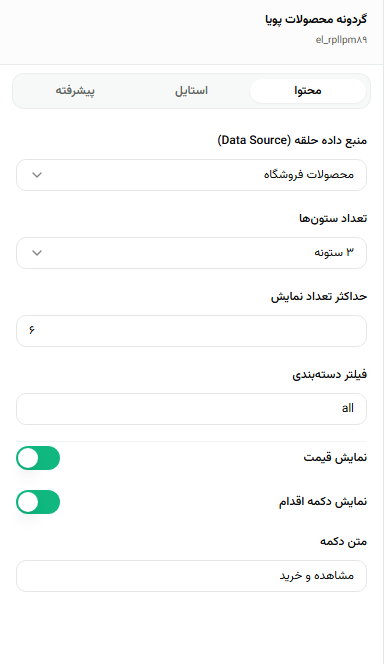 گردونه محصولات پویا
el_rpllpm۸۹
محتوا
استایل
پیشرفته
منبع داده حلقه (Data Source)
محصولات فروشگاه
تعداد ستون‌ها
۳ ستونه
حداکثر تعداد نمایش
۶
فیلتر دسته‌بندی
all
نمایش قیمت
نمایش دکمه اقدام
متن دکمه
مشاهده و خرید